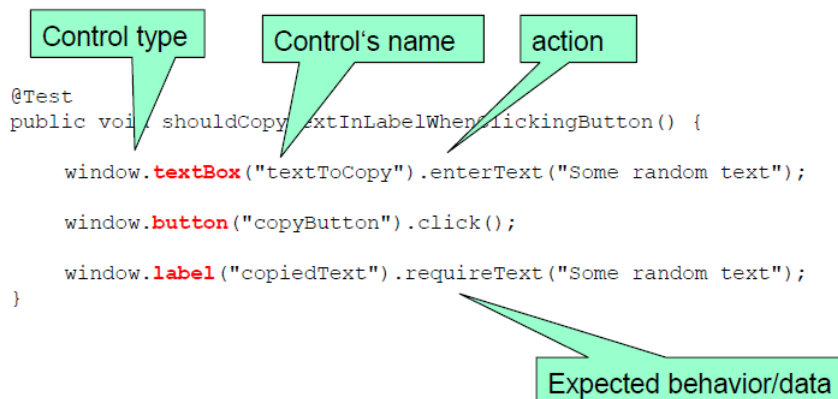 Control type
Control‘s name
action
@Test
public void shouldCopyTextInLabelWhenClickingButton() {
window.textBox("textToCopy").enterText("Some random text");
window.button("copyButton").click();
window.label("copiedText").requireText("Some random text");
}
Expected behavior/data